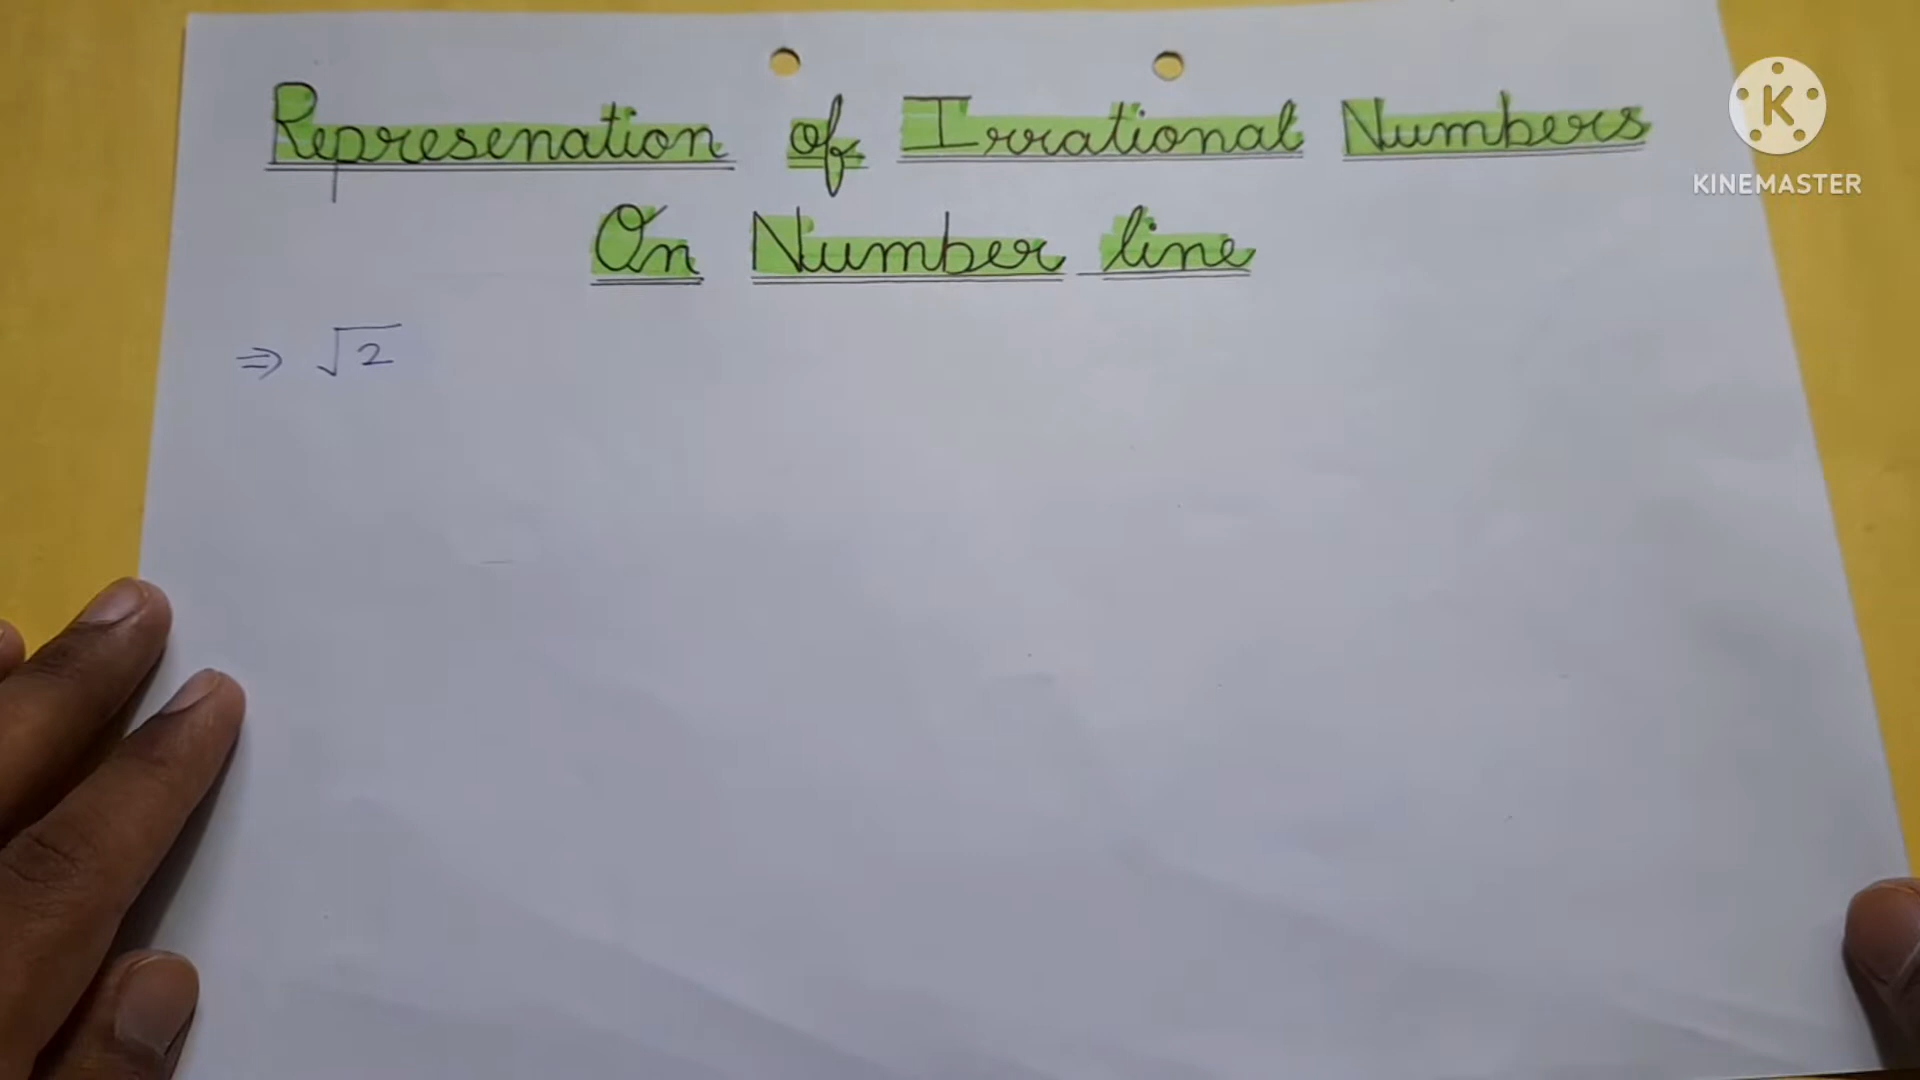 Represenation of Irrational Numbers
On Number line
⇒ √2
K
KINEMASTER